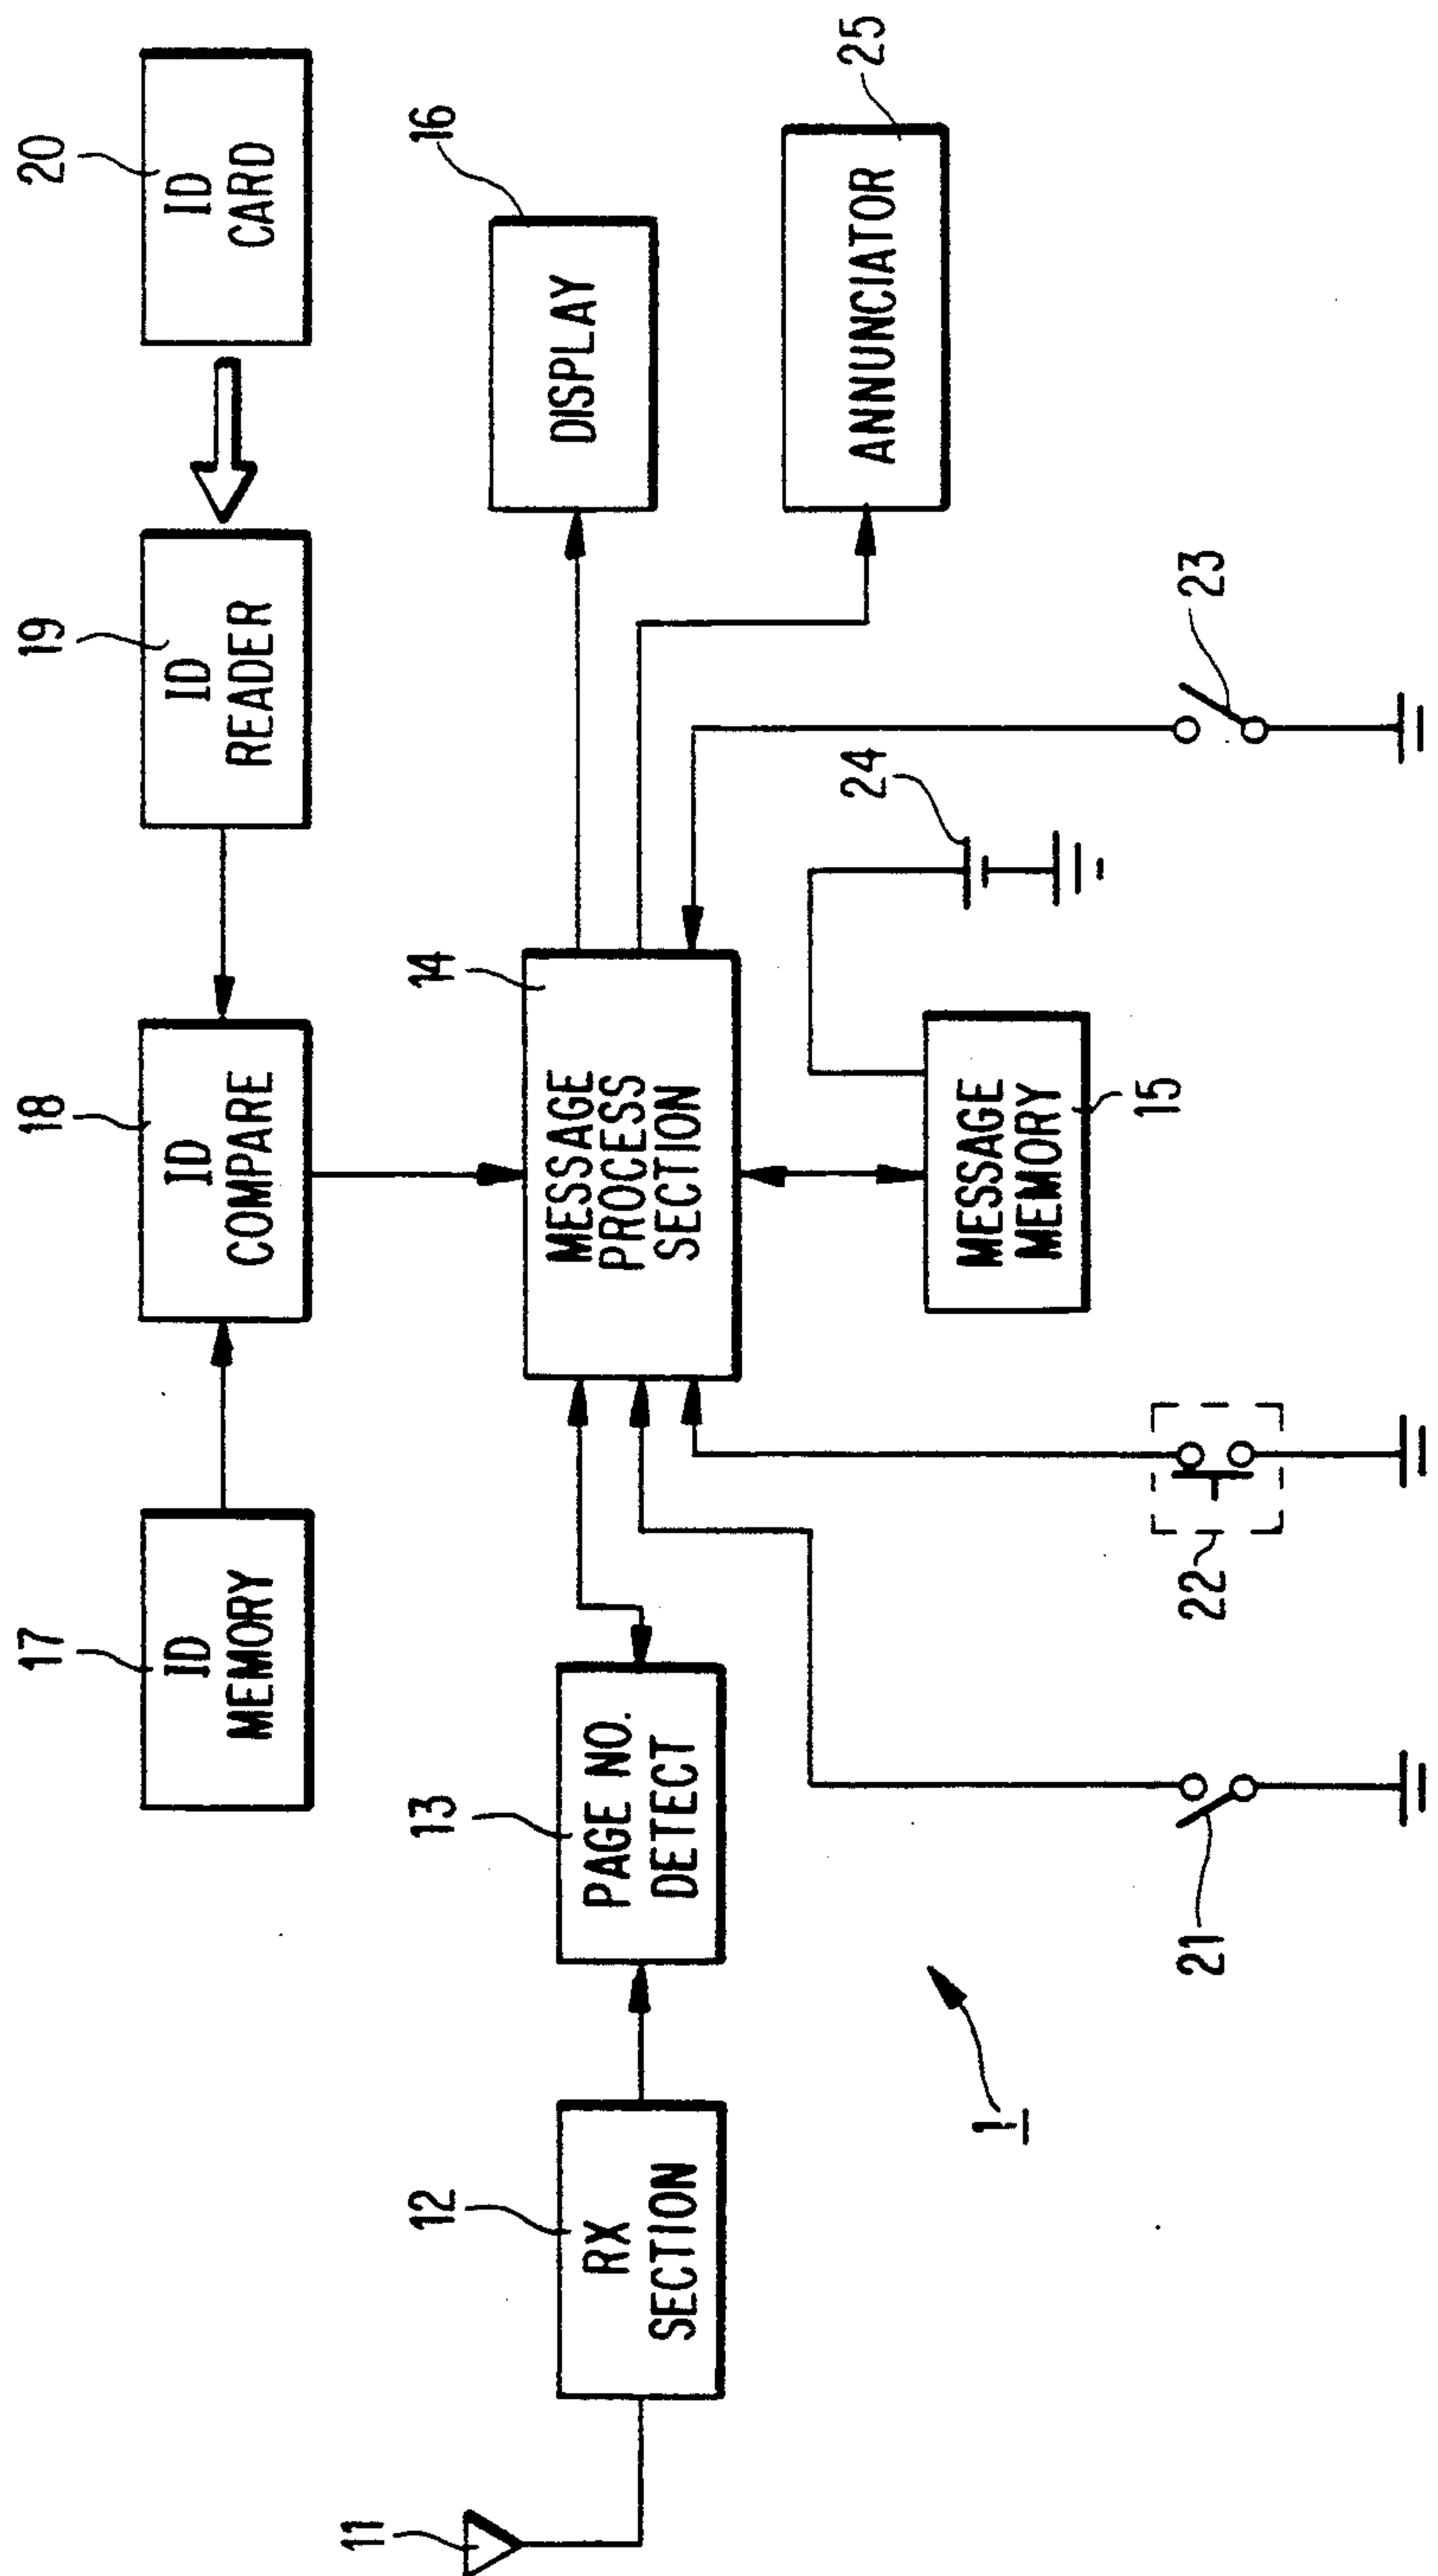 17
ID
MEMORY
18
ID
COMPARE
19
ID
READER
20
ID
CARD
11
12
RX
SECTION
13
PAGE NO.
DETECT
14
MESSAGE
PROCESS
SECTION
16
DISPLAY
25
ANNUNCIATOR
24
MESSAGE
MEMORY
15
1
21
22
23